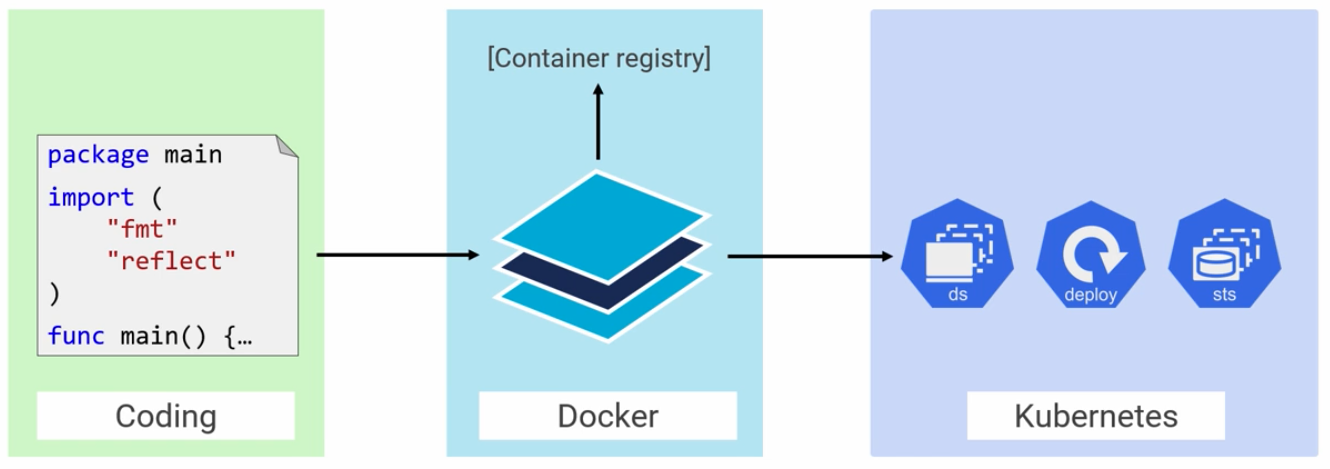 package main
import (
    "fmt"
    "reflect"
)
func main() {…
Coding
[Container registry]
Docker
ds
deploy
sts
Kubernetes